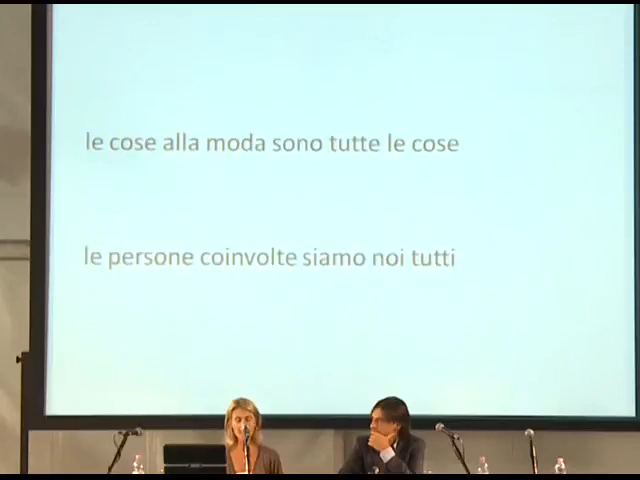 le cose alla moda sono tutte le cose
le persone coinvolte siamo noi tutti